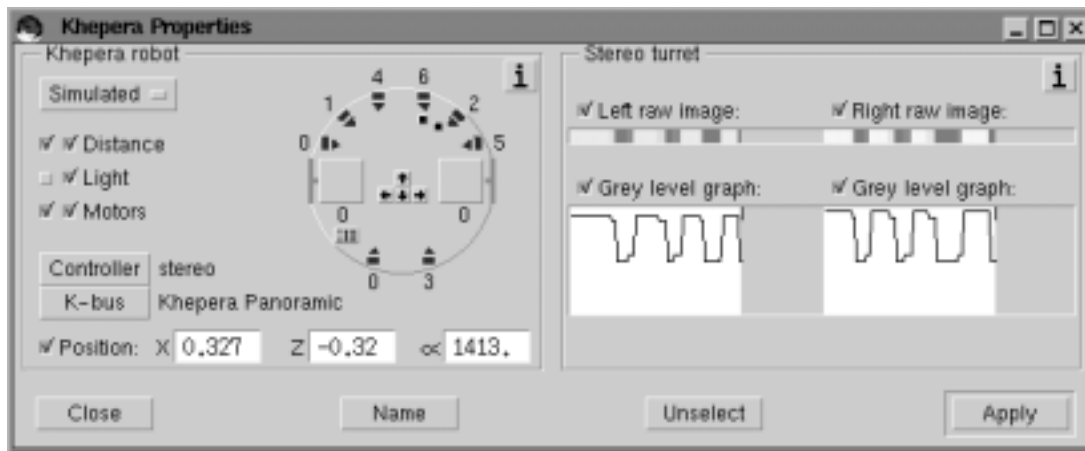 Khepera Properties
Khepera robot
Simulated
Distance
Light
Motors
4 6
1 2
0 5
0 0
0 3
i
Controller stereo
K-bus Khepera Panoramic
Position: X 0.327 Z -0.32 ∝ 1413.
Stereo turret
i
Left raw image: Right raw image:
Grey level graph: Grey level graph:
Close Name Unselect Apply